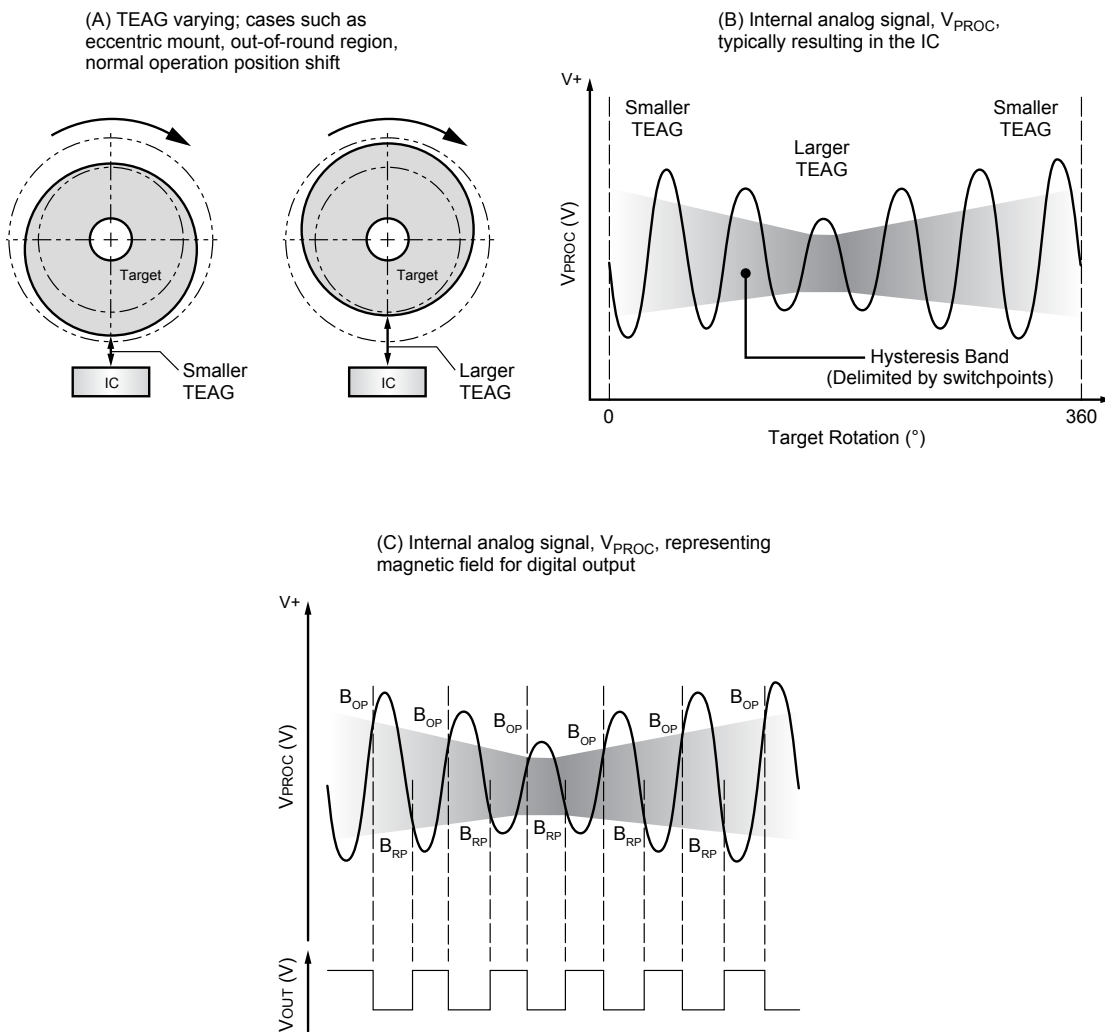 (A) TEAG varying; cases such as
eccentric mount, out-of-round region,
normal operation position shift
Target
IC
Smaller
TEAG
Target
IC
Larger
TEAG
(B) Internal analog signal, VPROC,
typically resulting in the IC
V+
Smaller
TEAG
Larger
TEAG
Smaller
TEAG
VPROC (V)
Hysteresis Band
(Delimited by switchpoints)
0
360
Target Rotation (°)
(C) Internal analog signal, VPROC, representing
magnetic field for digital output
V+
VPROC (V)
BOP
BOP
BOP
BOP
BOP
BOP
BRP
BRP
BRP
BRP
BRP
VOUT (V)